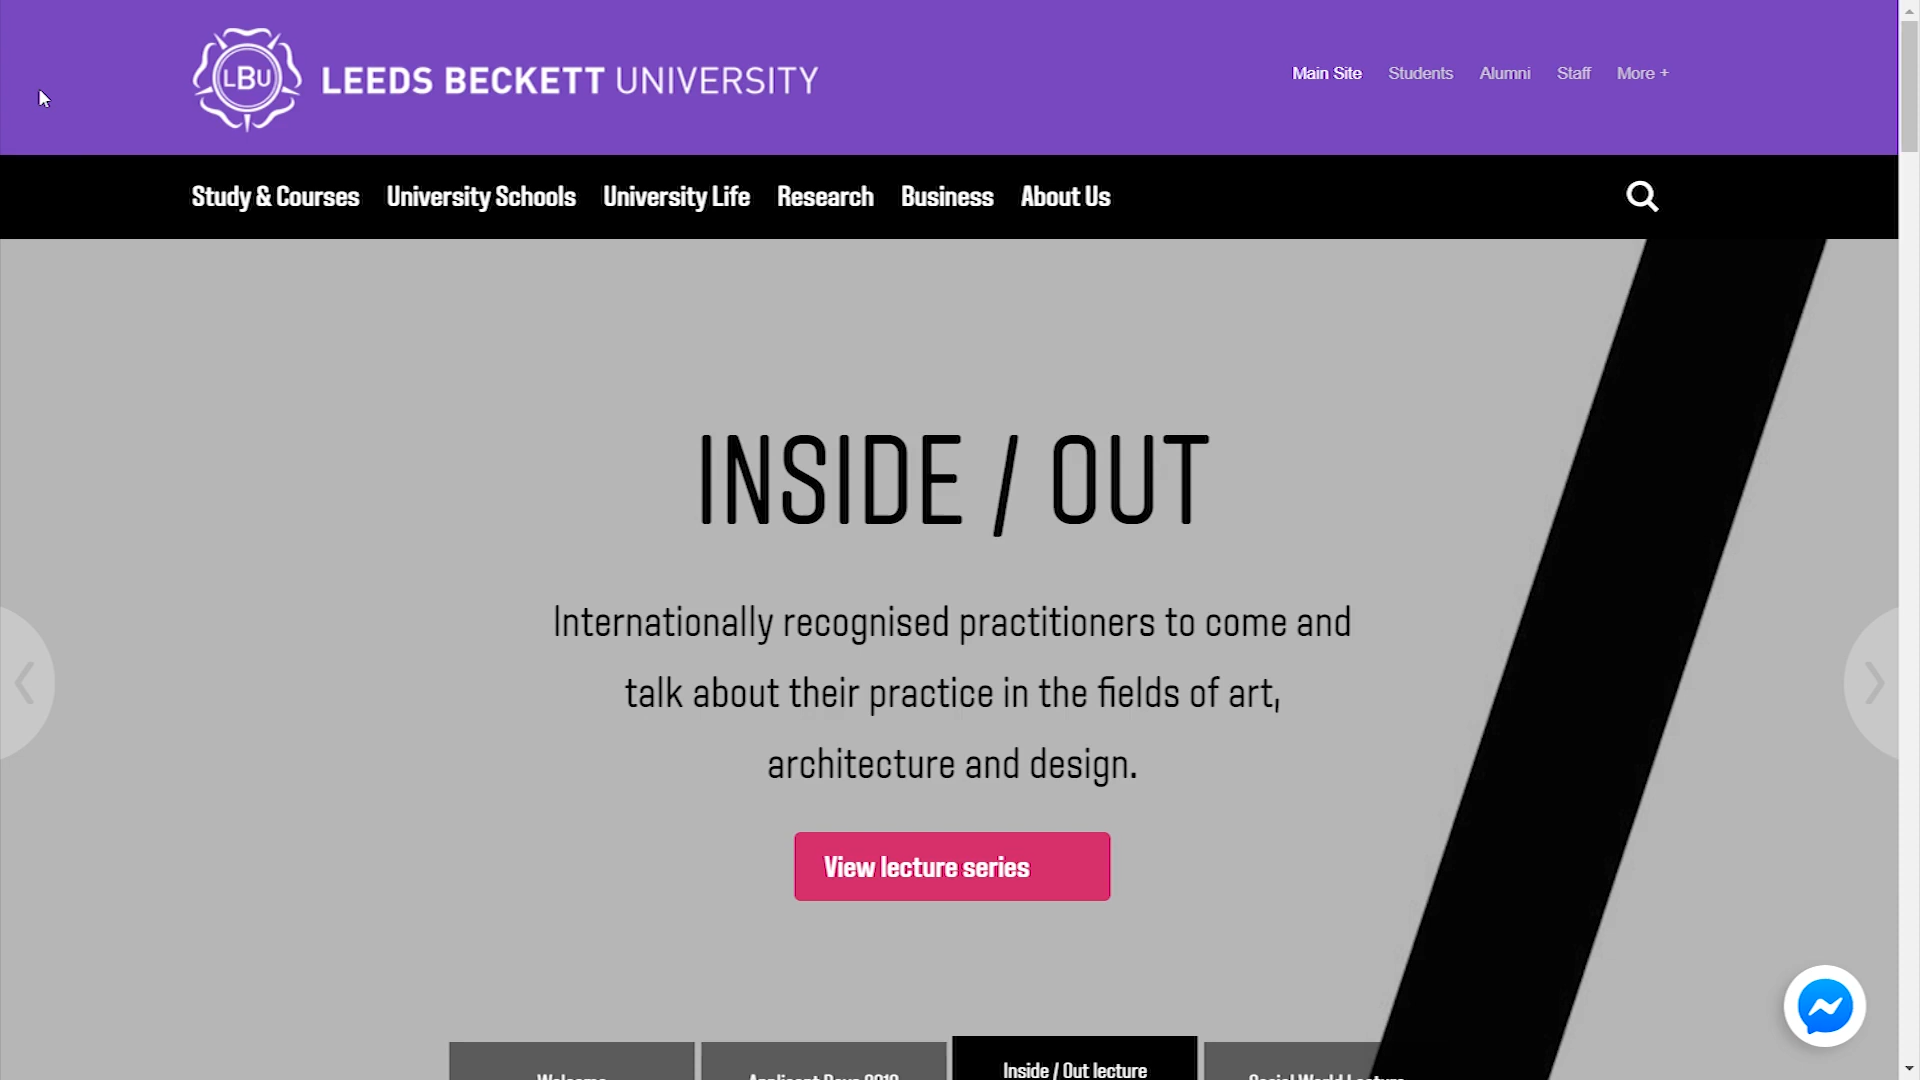 LBU
LEEDS BECKETT UNIVERSITY
Main Site Students Alumni Staff More +
Study & Courses University Schools University Life Research Business About Us
INSIDE / OUT
Internationally recognised practitioners to come and
talk about their practice in the fields of art,
architecture and design.
View lecture series
Inside / Out lecture